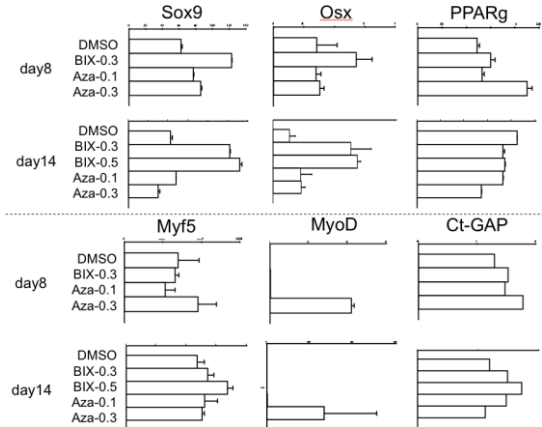 Sox9 Osx PPARg
day8
DMSO
BIX-0.3
Aza-0.1
Aza-0.3
day14
DMSO
BIX-0.3
BIX-0.5
Aza-0.1
Aza-0.3
Myf5 MyoD Ct-GAP
day8
DMSO
BIX-0.3
Aza-0.1
Aza-0.3
day14
DMSO
BIX-0.3
BIX-0.5
Aza-0.1
Aza-0.3